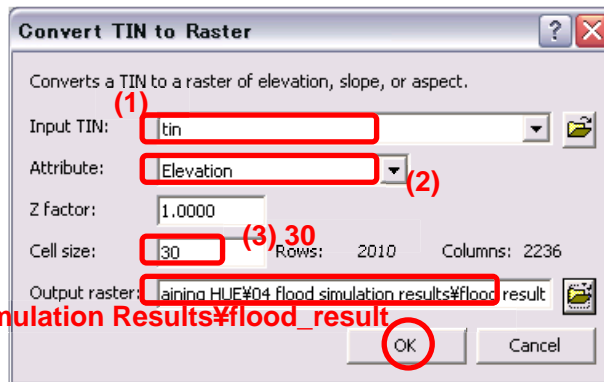 Convert TIN to Raster
Converts a TIN to a raster of elevation, slope, or aspect.
(1)
Input TIN: tin
Attribute: Elevation
(2)
Z factor: 1.0000
(3) 30
Cell size: 30 Rows: 2010 Columns: 2236
Output raster: aining HUE¥04 flood simulation results¥flood result
mulation Results¥flood_result
OK Cancel